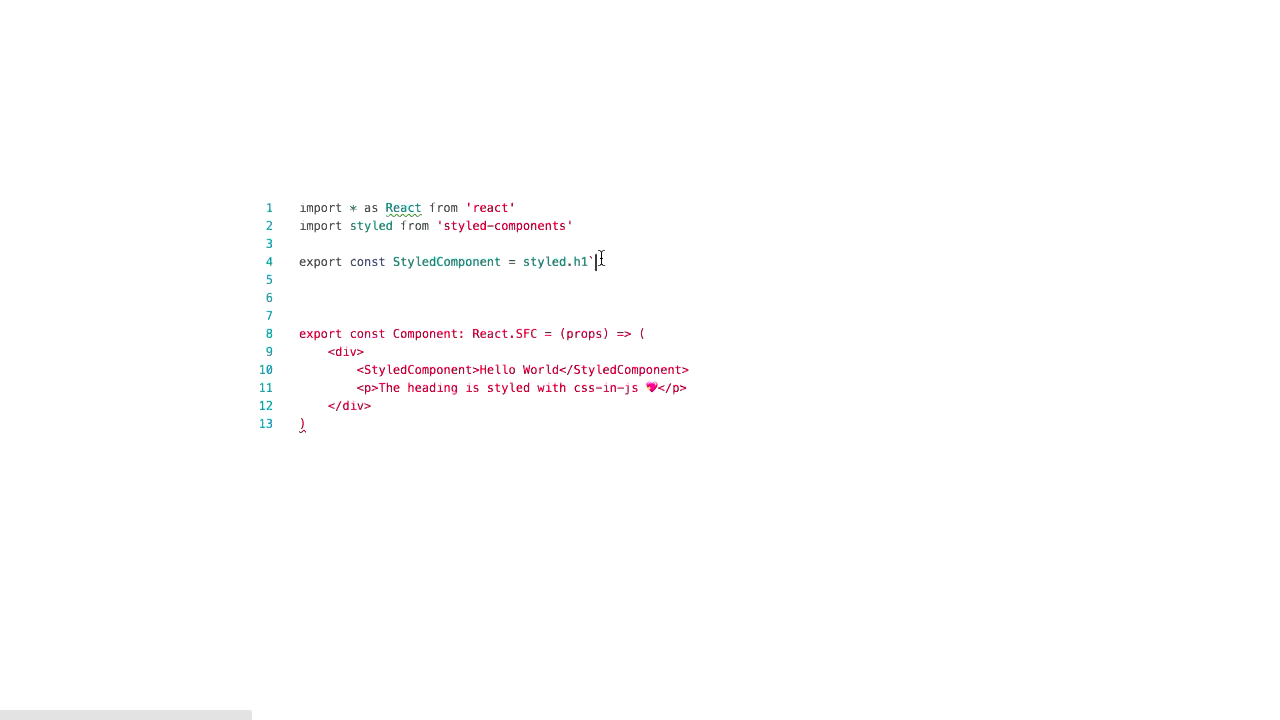 1 import * as React from 'react'
2 import styled from 'styled-components'
3
4 export const StyledComponent = styled.h1`
5
6
7
8 export const Component: React.SFC = (props) => (
9     <div>
10         <StyledComponent>Hello World</StyledComponent>
11         <p>The heading is styled with css-in-js 💘</p>
12     </div>
13 )